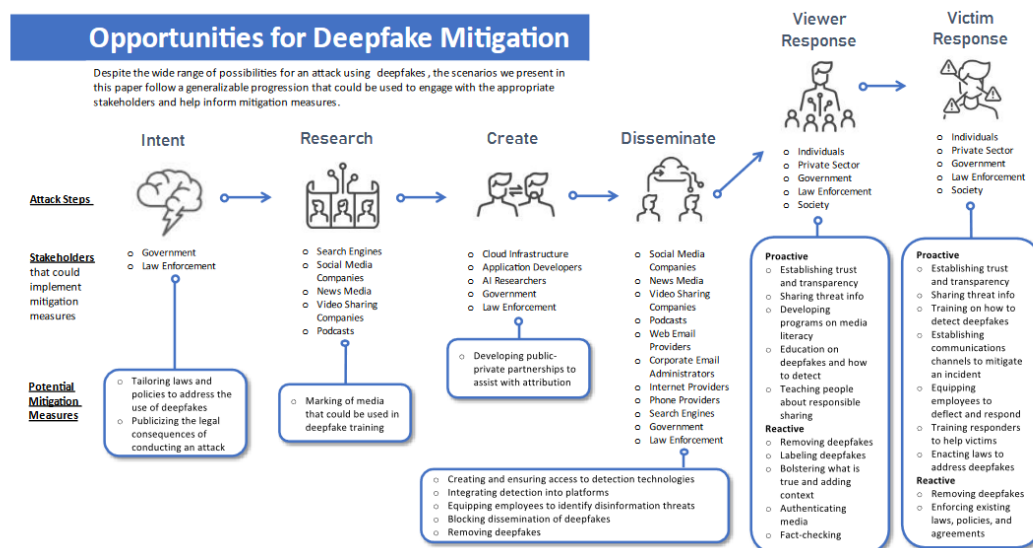 Opportunities for Deepfake Mitigation
Despite the wide range of possibilities for an attack using deepfakes, the scenarios we present in
this paper follow a generalizable progression that could be used to engage with the appropriate
stakeholders and help inform mitigation measures.
Attack Steps
Stakeholders
that could
implement
mitigation
measures
Potential
Mitigation
Measures
Intent
o Government
o Law Enforcement
o Tailoring laws and
policies to address the
use of deepfakes
o Publicizing the legal
consequences of
conducting an attack
Research
o Search Engines
o Social Media
Companies
o News Media
o Video Sharing
Companies
o Podcasts
o Marking of media
that could be used in
deepfake training
Create
o Cloud Infrastructure
o Application Developers
o AI Researchers
o Government
o Law Enforcement
o Developing public-
private partnerships to
assist with attribution
Disseminate
o Social Media
Companies
o News Media
o Video Sharing
Companies
o Podcasts
o Web Email
Providers
o Corporate Email
Administrators
o Internet Providers
o Phone Providers
o Search Engines
o Government
o Law Enforcement
o Creating and ensuring access to detection technologies
o Integrating detection into platforms
o Equipping employees to identify disinformation threats
o Blocking dissemination of deepfakes
o Removing deepfakes
Viewer
Response
o Individuals
o Private Sector
o Government
o Law Enforcement
o Society
Proactive
o Establishing trust
and transparency
o Sharing threat info
o Developing
programs on media
literacy
o Education on
deepfakes and how
to detect
o Teaching people
about responsible
sharing
Reactive
o Removing deepfakes
o Labeling deepfakes
o Bolstering what is
true and adding
context
o Authenticating
media
o Fact-checking
Victim
Response
o Individuals
o Private Sector
o Government
o Law Enforcement
o Society
Proactive
o Establishing trust
and transparency
o Sharing threat info
o Training on how to
detect deepfakes
o Establishing
communications
channels to mitigate
an incident
o Equipping
employees to
deflect and respond
o Training responders
to help victims
o Enacting laws to
address deepfakes
Reactive
o Removing deepfakes
o Enforcing existing
laws, policies, and
agreements